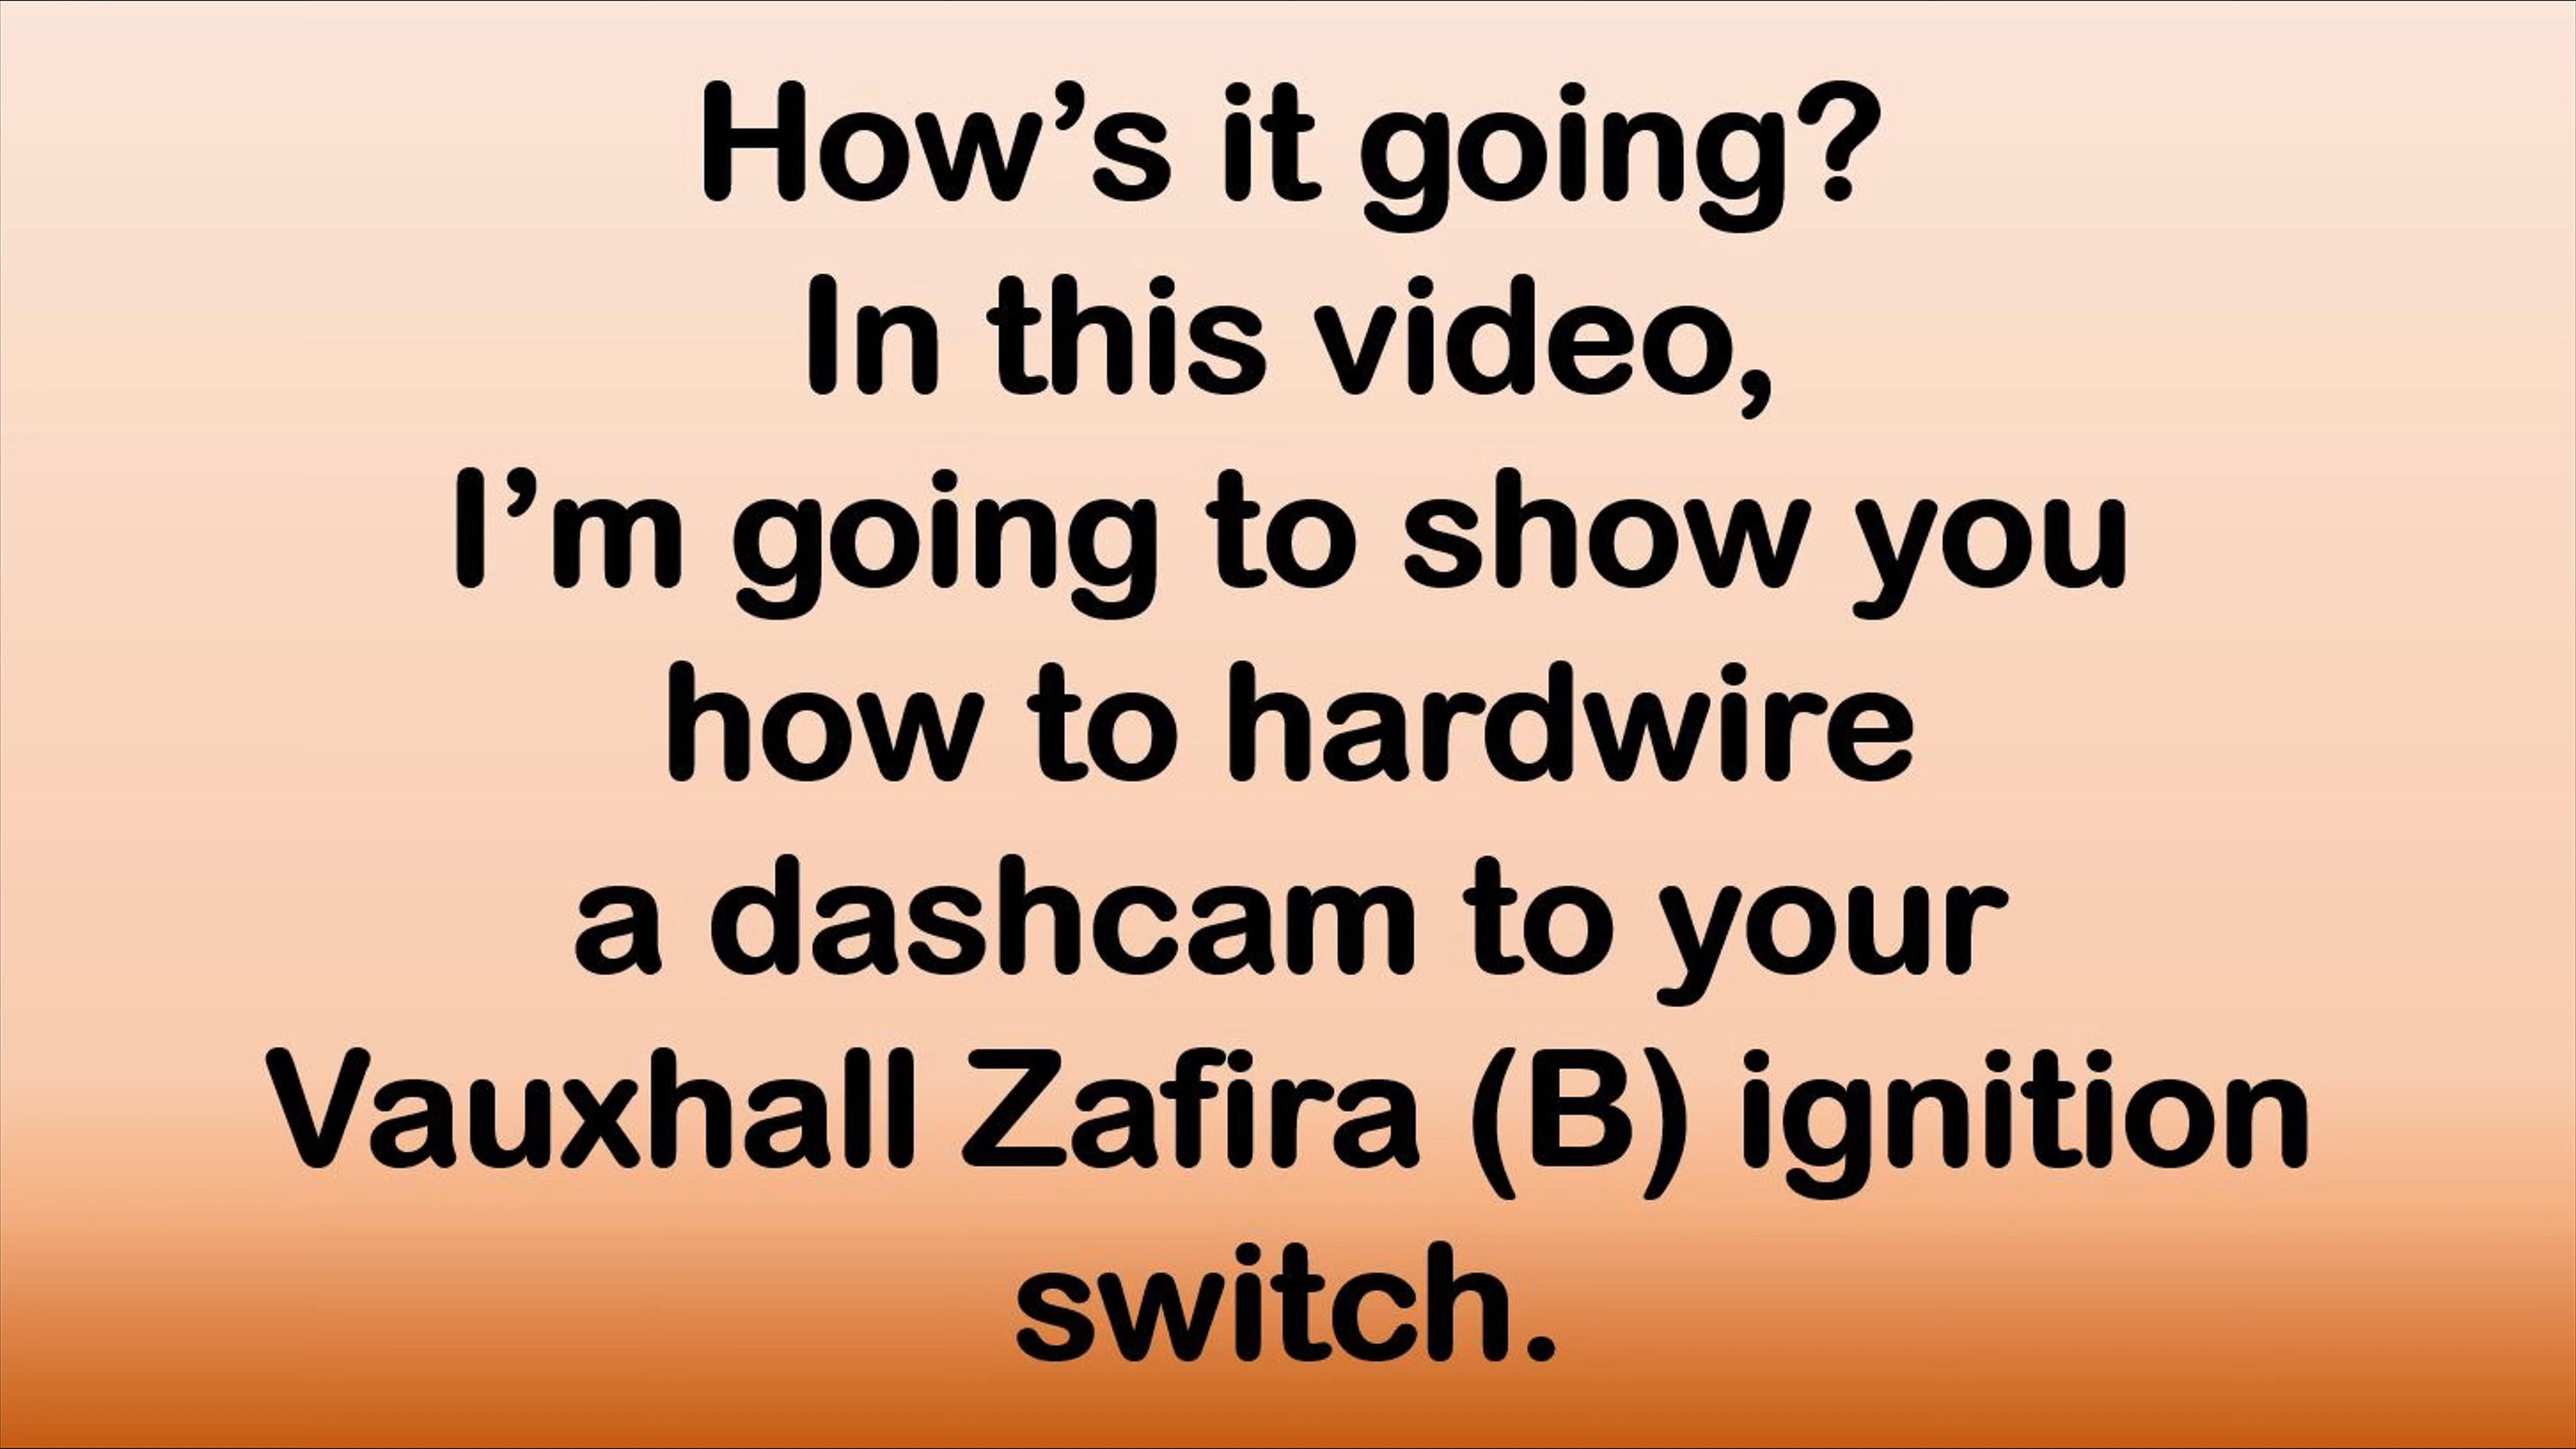 How’s it going?
In this video,
I’m going to show you
how to hardwire
a dashcam to your
Vauxhall Zafira (B) ignition
switch.